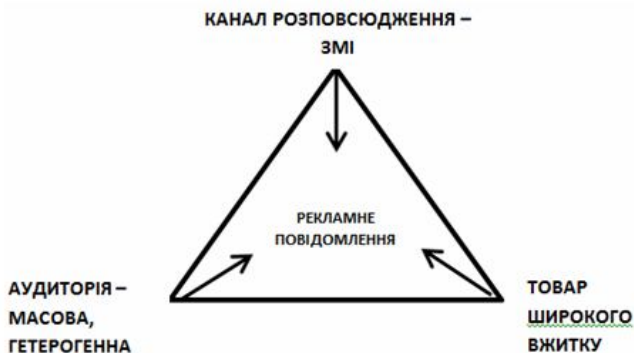 КАНАЛ РОЗПОВСЮДЖЕННЯ –
ЗМІ
РЕКЛАМНЕ
ПОВІДОМЛЕННЯ
АУДИТОРІЯ –
МАСОВА,
ГЕТЕРОГЕННА
ТОВАР
ШИРОКОГО
ВЖИТКУ